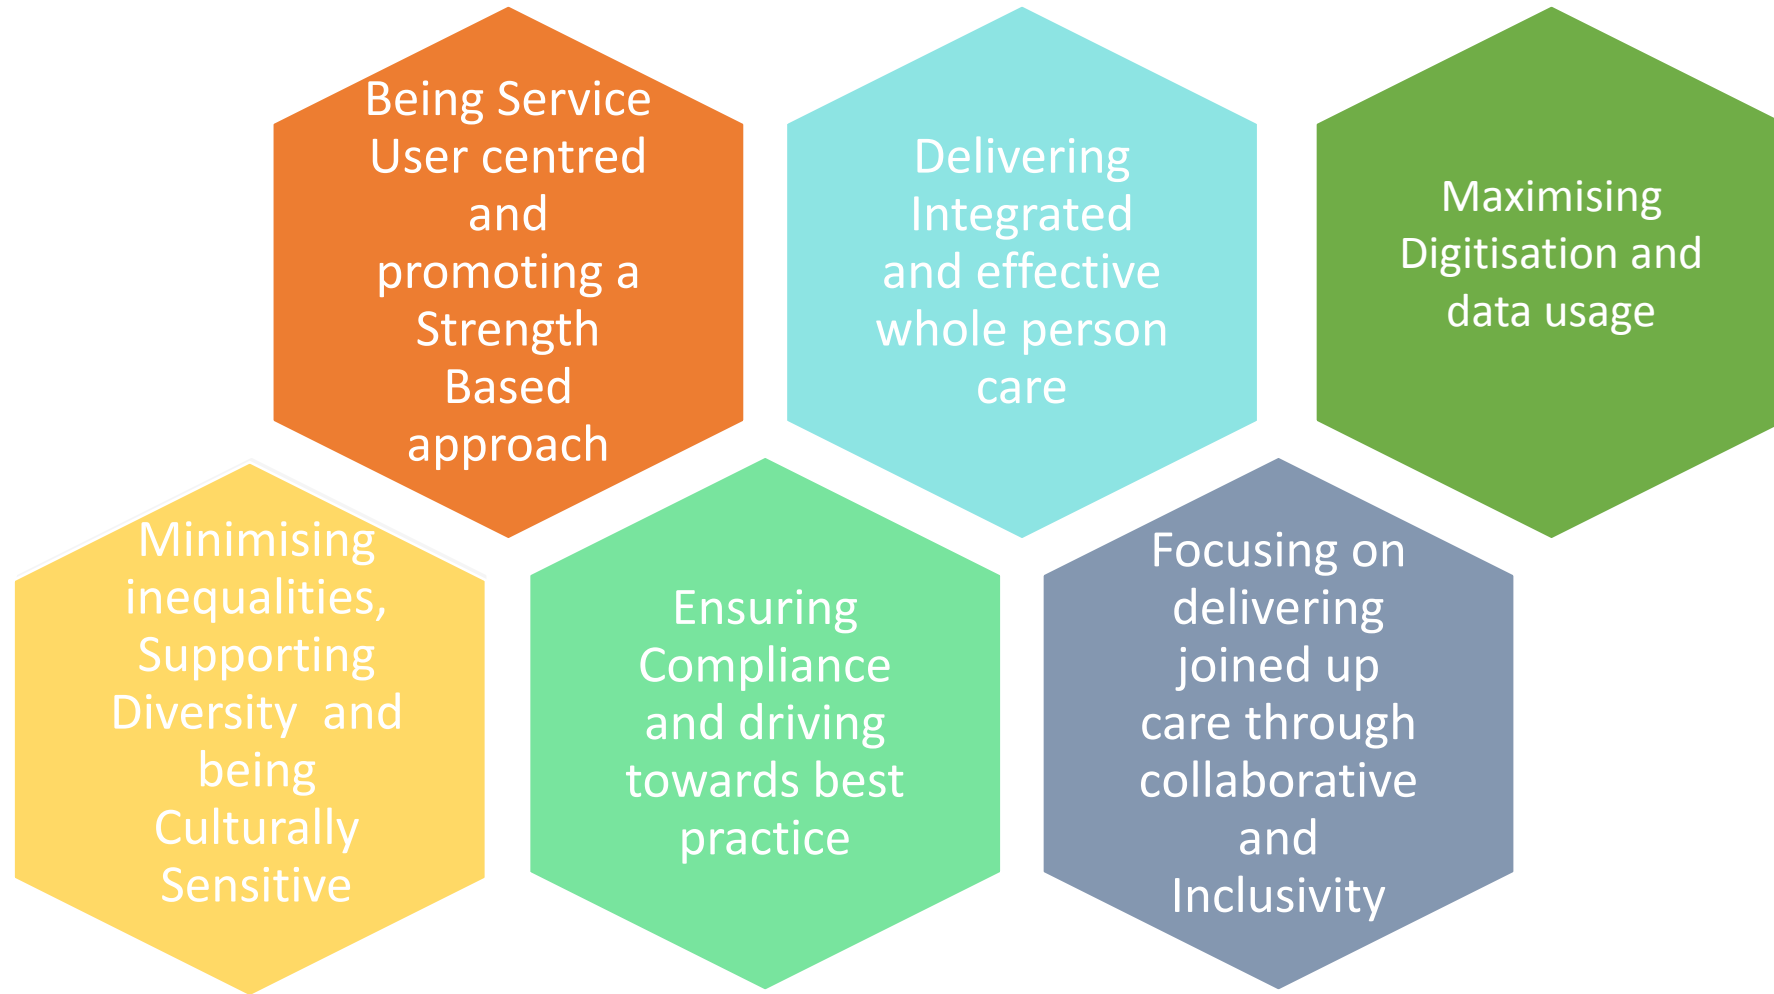 Being Service
User centred
and
promoting a
Strength
Based
approach
Delivering
Integrated
and effective
whole person
care
Maximising
Digitisation and
data usage
Minimising
inequalities,
Supporting
Diversity  and
being
Culturally
Sensitive
Ensuring
Compliance
and driving
towards best
practice
Focusing on
delivering
joined up
care through
collaborative
and
Inclusivity